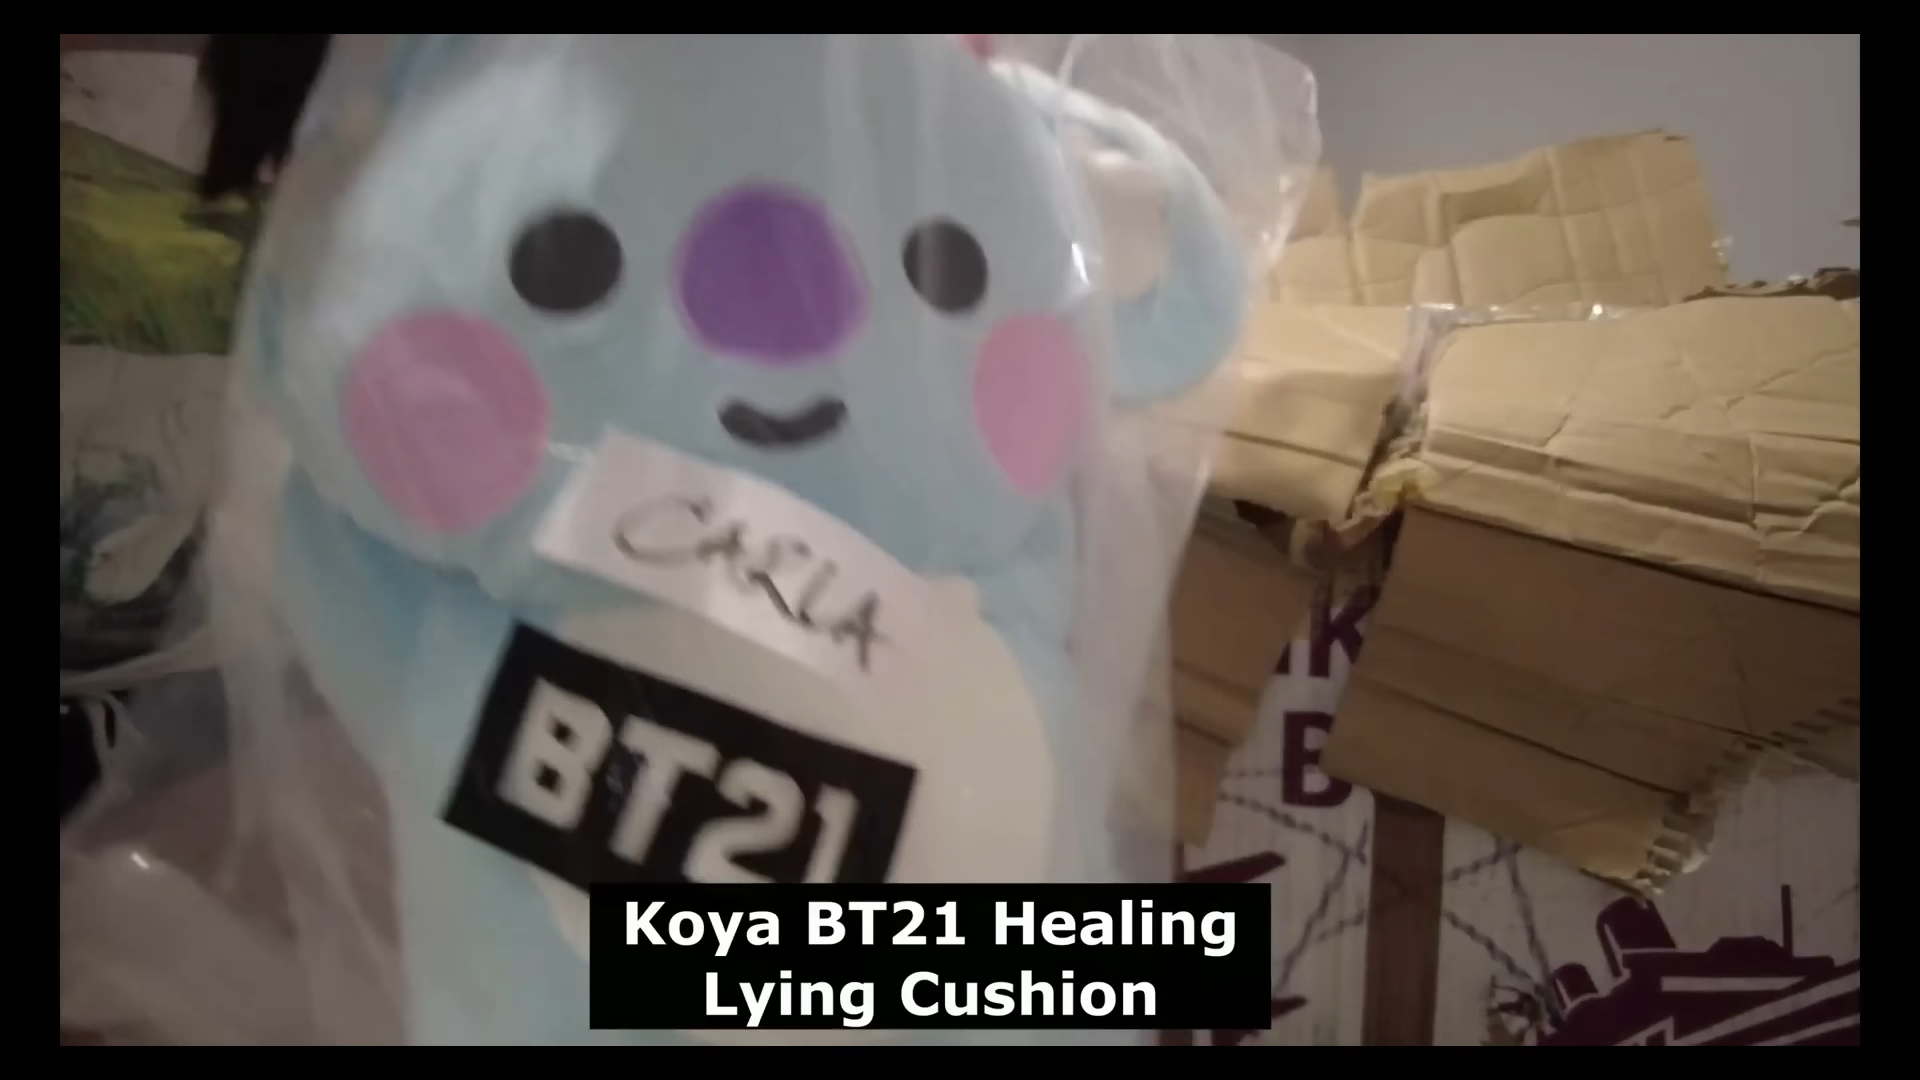 CARLA
BT21
K
B
Koya BT21 Healing
Lying Cushion